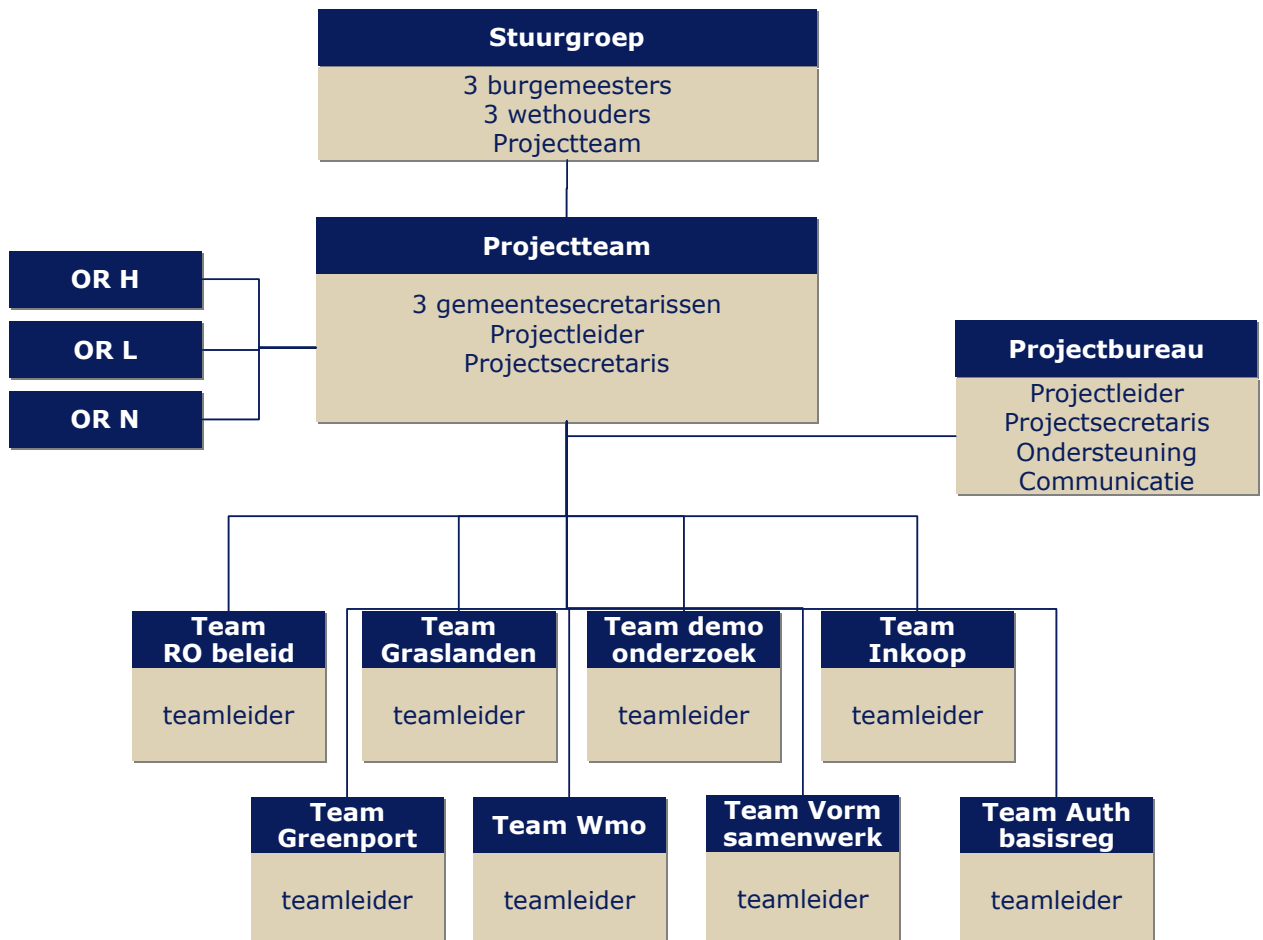 Stuurgroep
3 burgemeesters
3 wethouders
Projectteam
Projectteam
3 gemeentesecretarissen
Projectleider
Projectsecretaris
OR H
OR L
OR N
Projectbureau
Projectleider
Projectsecretaris
Ondersteuning
Communicatie
Team
RO beleid
teamleider
Team
Graslanden
teamleider
Team demo
onderzoek
teamleider
Team
Inkoop
teamleider
Team
Greenport
teamleider
Team Wmo
teamleider
Team Vorm
samenwerk
teamleider
Team Auth
basisreg
teamleider